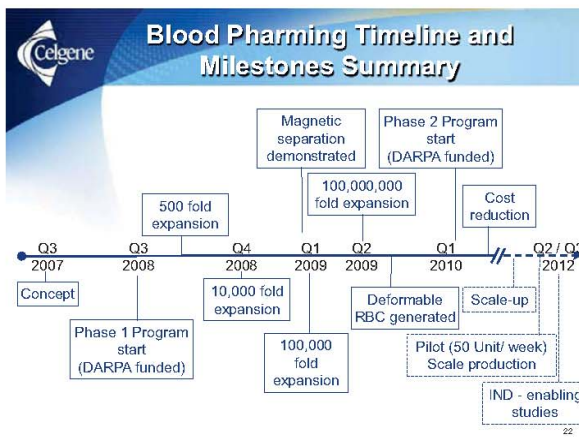 Celgene
Blood Pharming Timeline and
Milestones Summary
Magnetic
separation
demonstrated
Phase 2 Program
start
(DARPA funded)
100,000,000
fold expansion
500 fold
expansion
Cost
reduction
Q3
2007
Q3
2008
Q4
2008
Q1
2009
Q2
2009
Q1
2010
Q2 /
2012
Concept
10,000 fold
expansion
Deformable
RBC generated
Scale-up
Phase 1 Program
start
(DARPA funded)
100,000
fold
expansion
Pilot (50 Unit/ week)
Scale production
IND - enabling
studies
22